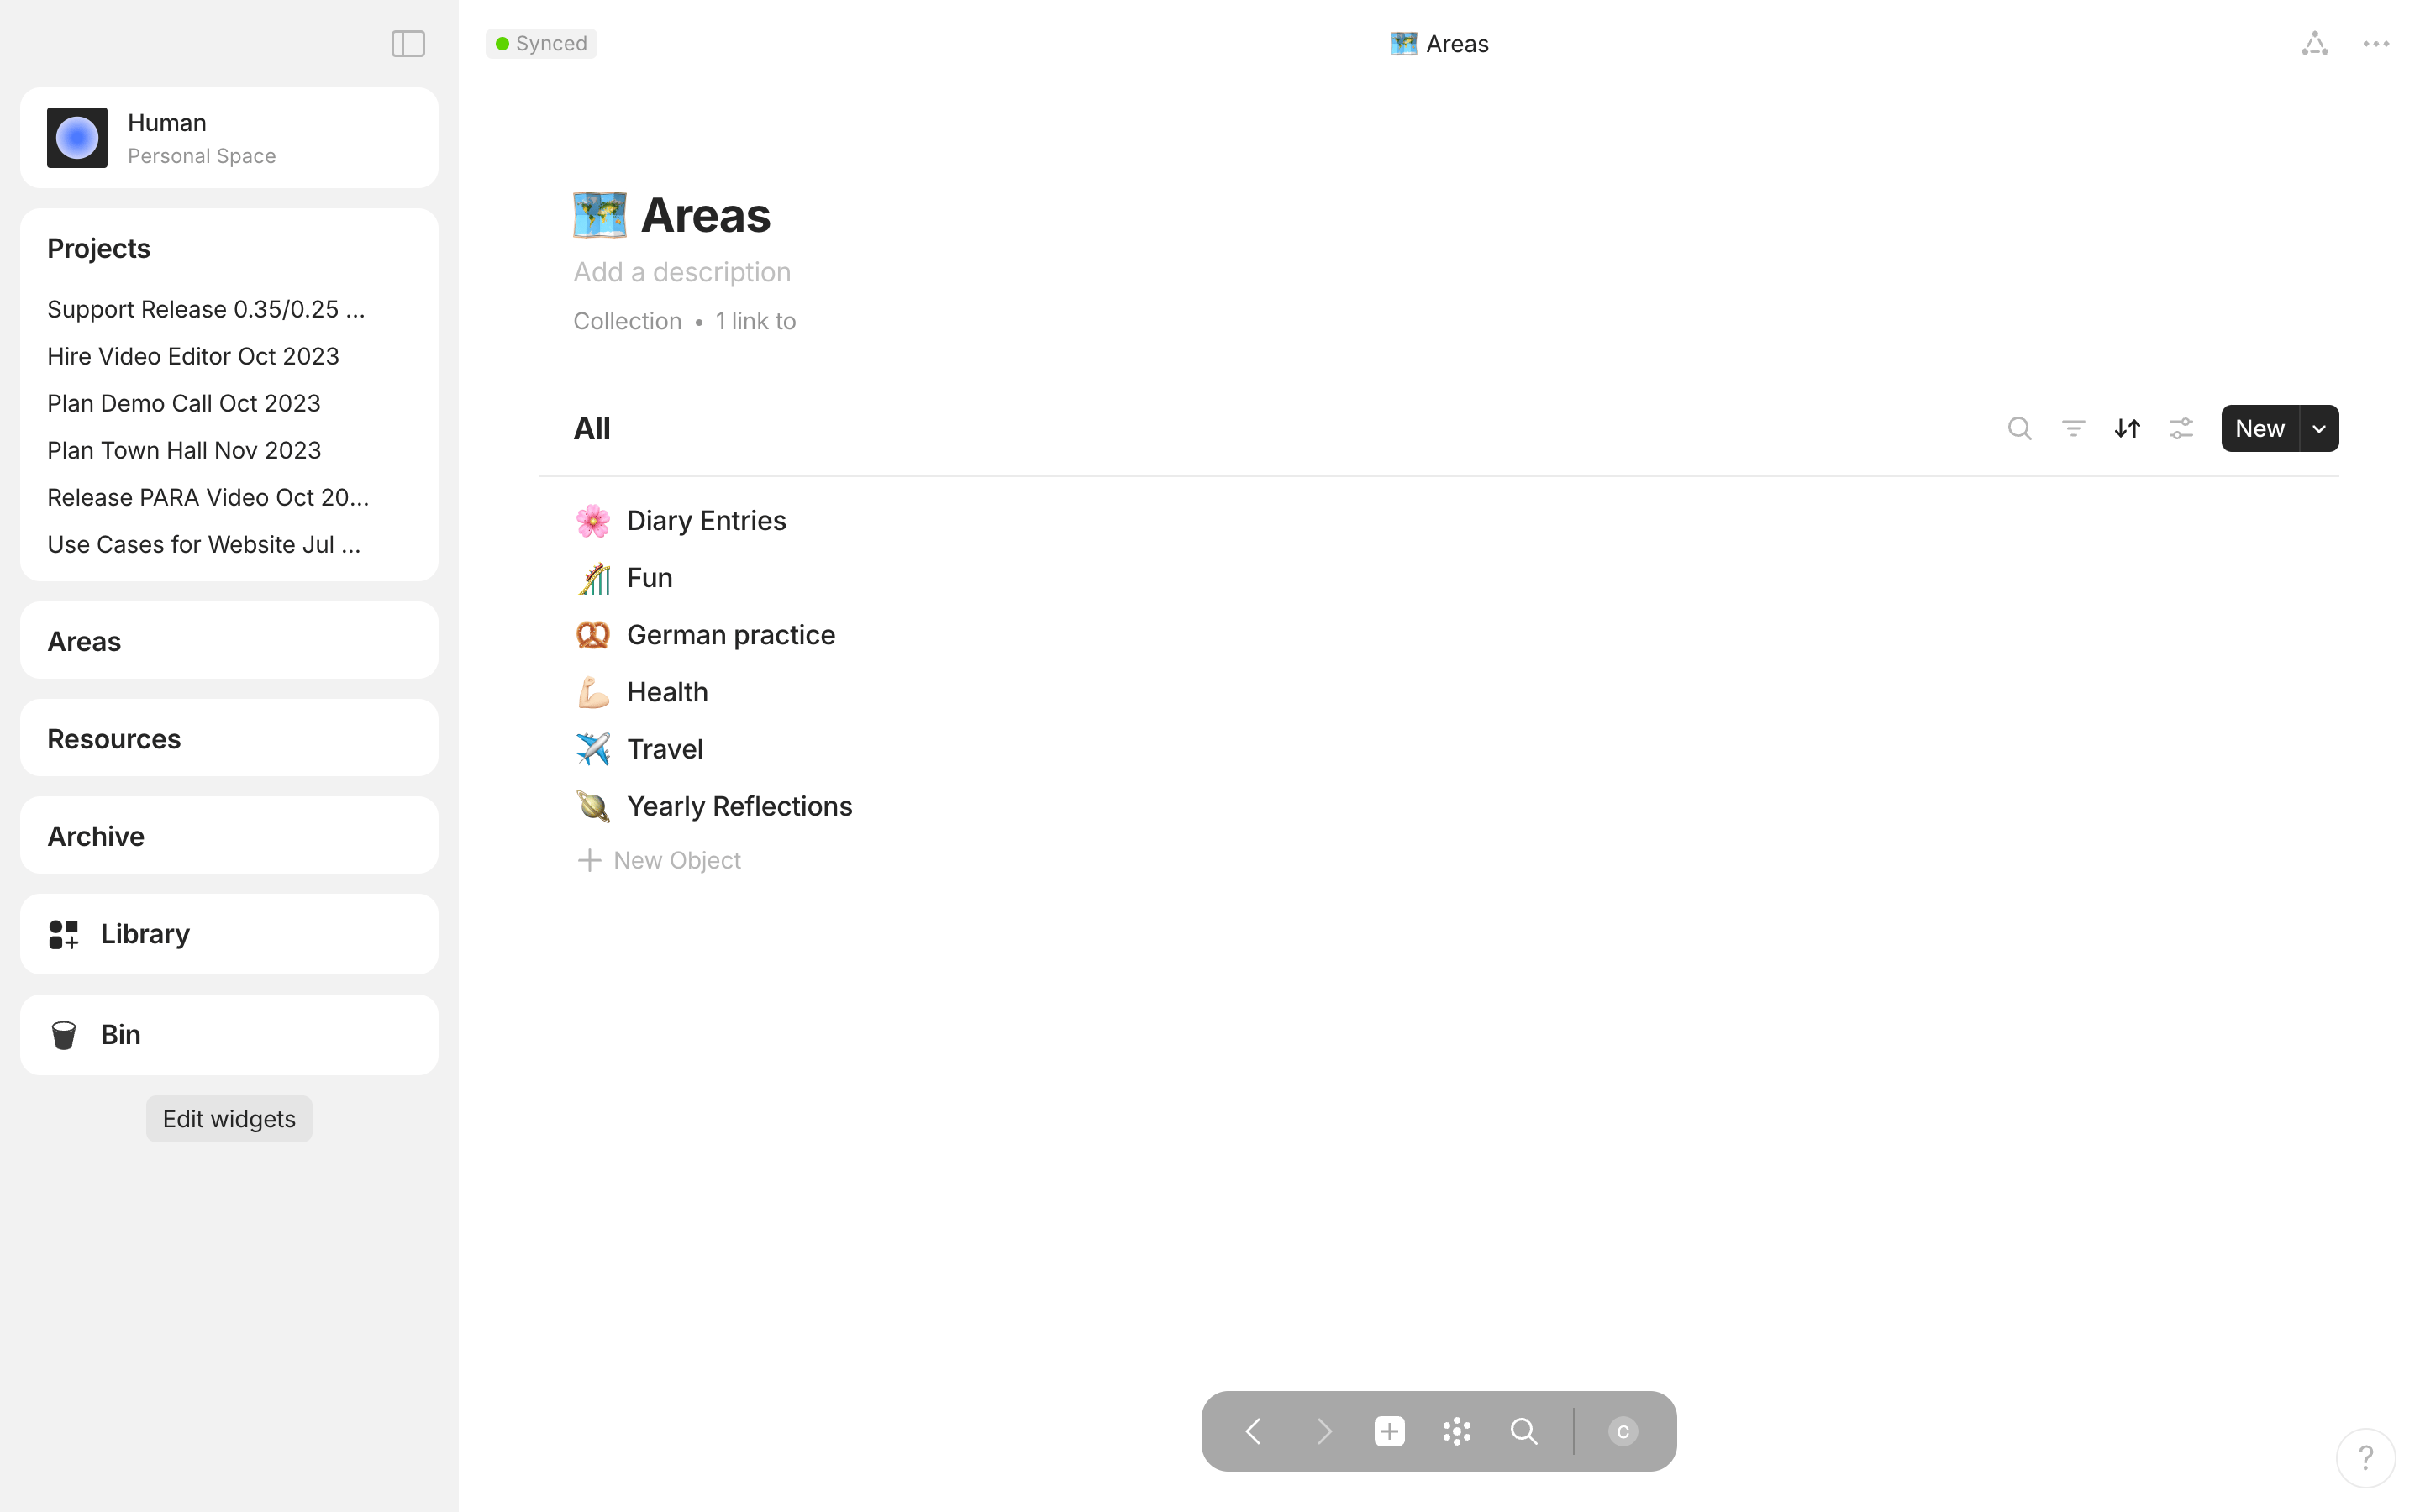 Synced
Areas
Human
Personal Space
Projects
Support Release 0.35/0.25 ...
Hire Video Editor Oct 2023
Plan Demo Call Oct 2023
Plan Town Hall Nov 2023
Release PARA Video Oct 20...
Use Cases for Website Jul ...
Areas
Resources
Archive
Library
Bin
Edit widgets
Areas
Add a description
Collection • 1 link to
All
New
Diary Entries
Fun
German practice
Health
Travel
Yearly Reflections
New Object
C
?